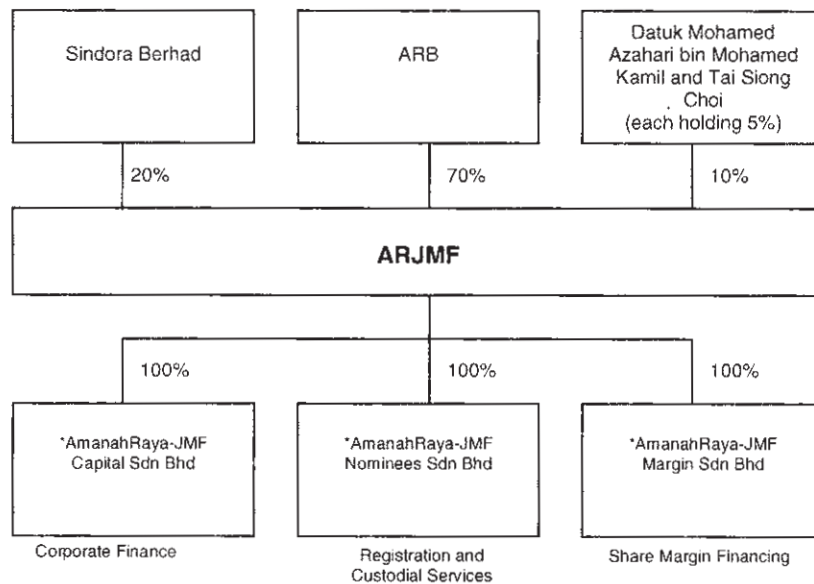 Sindora Berhad
ARB
Datuk Mohamed
Azahari bin Mohamed
Kamil and Tai Siong
Choi
(each holding 5%)
20%
70%
10%
ARJMF
100%
100%
100%
*AmanahRaya-JMF
Capital Sdn Bhd
*AmanahRaya-JMF
Nominees Sdn Bhd
*AmanahRaya-JMF
Margin Sdn Bhd
Corporate Finance
Registration and
Custodial Services
Share Margin Financing